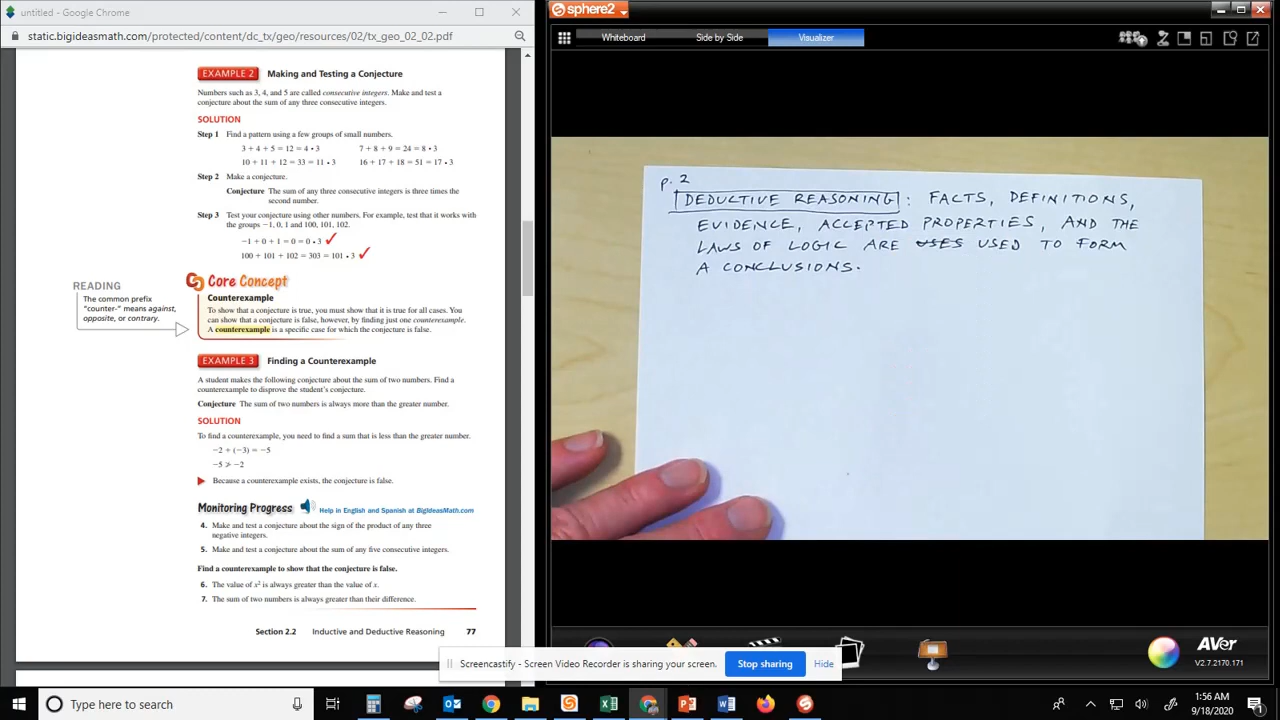 untitled - Google Chrome
static.bigideasmath.com/protected/content/dc_tx/geo/resources/02/tx_geo_02_02.pdf
EXAMPLE 2 Making and Testing a Conjecture
Numbers such as 3, 4, and 5 are called consecutive integers. Make and test a
conjecture about the sum of any three consecutive integers.
SOLUTION
Step 1 Find a pattern using a few groups of small numbers.
3 + 4 + 5 = 12 = 4 • 3 7 + 8 + 9 = 24 = 8 • 3
10 + 11 + 12 = 33 = 11 • 3 16 + 17 + 18 = 51 = 17 • 3
Step 2 Make a conjecture.
Conjecture The sum of any three consecutive integers is three times the
second number.
Step 3 Test your conjecture using other numbers. For example, test that it works with
the groups −1, 0, 1 and 100, 101, 102.
−1 + 0 + 1 = 0 = 0 • 3 ✓
100 + 101 + 102 = 303 = 101 • 3 ✓
READING
The common prefix
"counter-" means against,
opposite, or contrary.
Core Concept
Counterexample
To show that a conjecture is true, you must show that it is true for all cases. You
can show that a conjecture is false, however, by finding just one counterexample.
A counterexample is a specific case for which the conjecture is false.
EXAMPLE 3 Finding a Counterexample
A student makes the following conjecture about the sum of two numbers. Find a
counterexample to disprove the student's conjecture.
Conjecture The sum of two numbers is always more than the greater number.
SOLUTION
To find a counterexample, you need to find a sum that is less than the greater number.
−2 + (−3) = −5
−5 ≯ −2
Because a counterexample exists, the conjecture is false.
Monitoring Progress Help in English and Spanish at BigIdeasMath.com
4. Make and test a conjecture about the sign of the product of any three
negative integers.
5. Make and test a conjecture about the sum of any five consecutive integers.
Find a counterexample to show that the conjecture is false.
6. The value of x² is always greater than the value of x.
7. The sum of two numbers is always greater than their difference.
Section 2.2 Inductive and Deductive Reasoning 77
sphere2
Whiteboard Side by Side Visualizer
p. 2
DEDUCTIVE REASONING : FACTS, DEFINITIONS,
EVIDENCE, ACCEPTED PROPERTIES, AND THE
LAWS OF LOGIC ARE USES USED TO FORM
A CONCLUSIONS.
AVer
V2.7.2170.171
Screencastify - Screen Video Recorder is sharing your screen. Stop sharing Hide
Type here to search
1:56 AM
9/18/2020